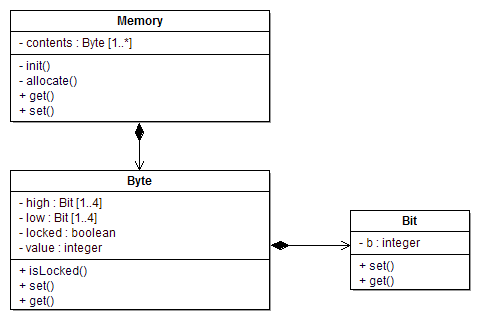 Memory
- contents : Byte [1..*]
- init()
- allocate()
+ get()
+ set()
Byte
- high : Bit [1..4]
- low : Bit [1..4]
- locked : boolean
- value : integer
+ isLocked()
+ set()
+ get()
Bit
- b : integer
+ set()
+ get()